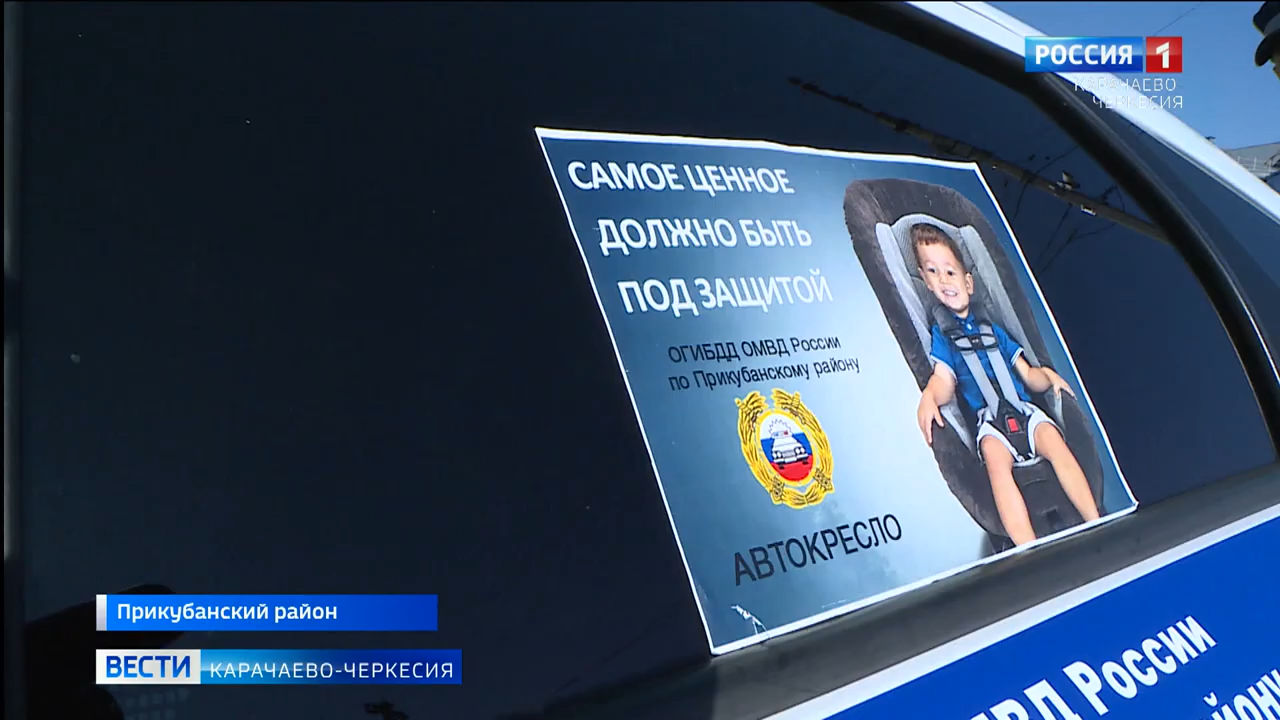 РОССИЯ 1
КАРАЧАЕВО
ЧЕРКЕСИЯ
САМОЕ ЦЕННОЕ
ДОЛЖНО БЫТЬ
ПОД ЗАЩИТОЙ
ОГИБДД ОМВД России
по Прикубанскому району
АВТОКРЕСЛО
Прикубанский район
ВЕСТИ КАРАЧАЕВО-ЧЕРКЕСИЯ
России